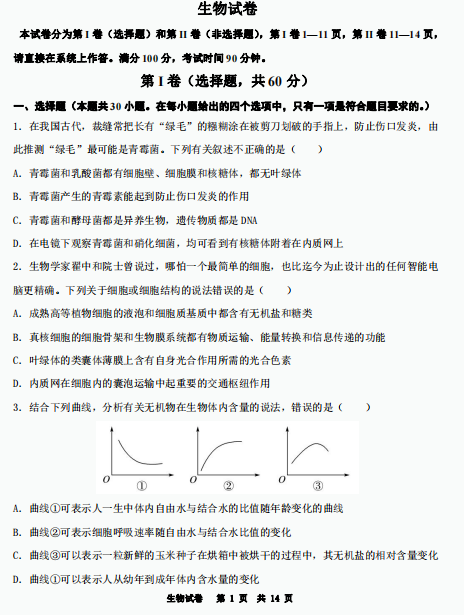 生物试卷
本试卷分为第 I 卷（选择题）和第 II 卷（非选择题），第 I 卷 1—11 页，第 II 卷 11—14 页，
请直接在系统上作答。满分 100 分，考试时间 90 分钟。
第 I 卷（选择题，共 60 分）
一、选择题（本题共 30 小题。在每小题给出的四个选项中，只有一项是符合题目要求的。）
1. 在我国古代，裁缝常把长有“绿毛”的糨糊涂在被剪刀划破的手指上，防止伤口发炎，由
此推测“绿毛”最可能是青霉菌。下列有关叙述不正确的是（ ）
A. 青霉菌和乳酸菌都有细胞壁、细胞膜和核糖体，都无叶绿体
B. 青霉菌产生的青霉素能起到防止伤口发炎的作用
C. 青霉菌和酵母菌都是异养生物，遗传物质都是 DNA
D. 在电镜下观察青霉菌和硝化细菌，均可看到有核糖体附着在内质网上
2. 生物学家翟中和院士曾说过，哪怕一个最简单的细胞，也比迄今为止设计出的任何智能电
脑更精确。下列关于细胞或细胞结构的说法错误的是（ ）
A. 成熟高等植物细胞的液泡和细胞质基质中都含有无机盐和糖类
B. 真核细胞的细胞骨架和生物膜系统都有物质运输、能量转换和信息传递的功能
C. 叶绿体的类囊体薄膜上含有自身光合作用所需的光合色素
D. 内质网在细胞内的囊泡运输中起重要的交通枢纽作用
3. 结合下列曲线，分析有关无机物在生物体内含量的说法，错误的是（ ）
O ① O ② O ③
A. 曲线①可表示人一生中体内自由水与结合水的比值随年龄变化的曲线
B. 曲线②可表示细胞呼吸速率随自由水与结合水比值的变化
C. 曲线③可以表示一粒新鲜的玉米种子在烘箱中被烘干的过程中，其无机盐的相对含量变化
D. 曲线①可以表示人从幼年到成年体内含水量的变化
生物试卷 第 1 页 共 14 页